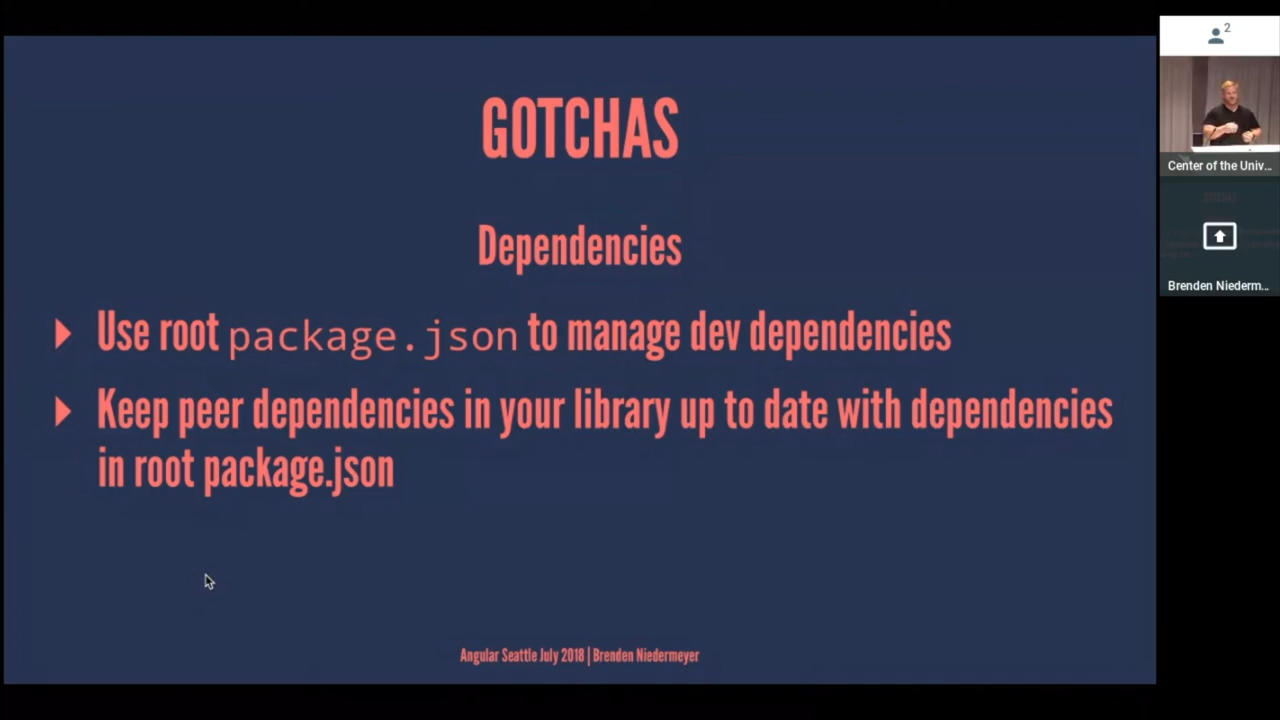 GOTCHAS
Dependencies
Use root package.json to manage dev dependencies
Keep peer dependencies in your library up to date with dependencies
in root package.json
Angular Seattle July 2018 | Brenden Niedermeyer
2
Center of the Univ...
Brenden Niederm...